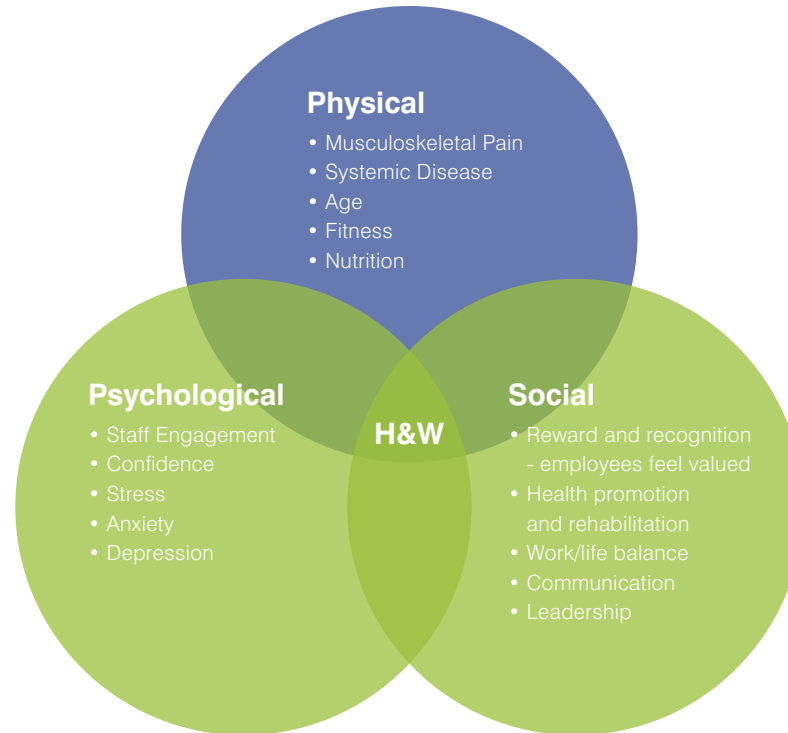 Physical
• Musculoskeletal Pain
• Systemic Disease
• Age
• Fitness
• Nutrition
Psychological
• Staff Engagement
• Confidence
• Stress
• Anxiety
• Depression
H&W
Social
• Reward and recognition
- employees feel valued
• Health promotion
and rehabilitation
• Work/life balance
• Communication
• Leadership